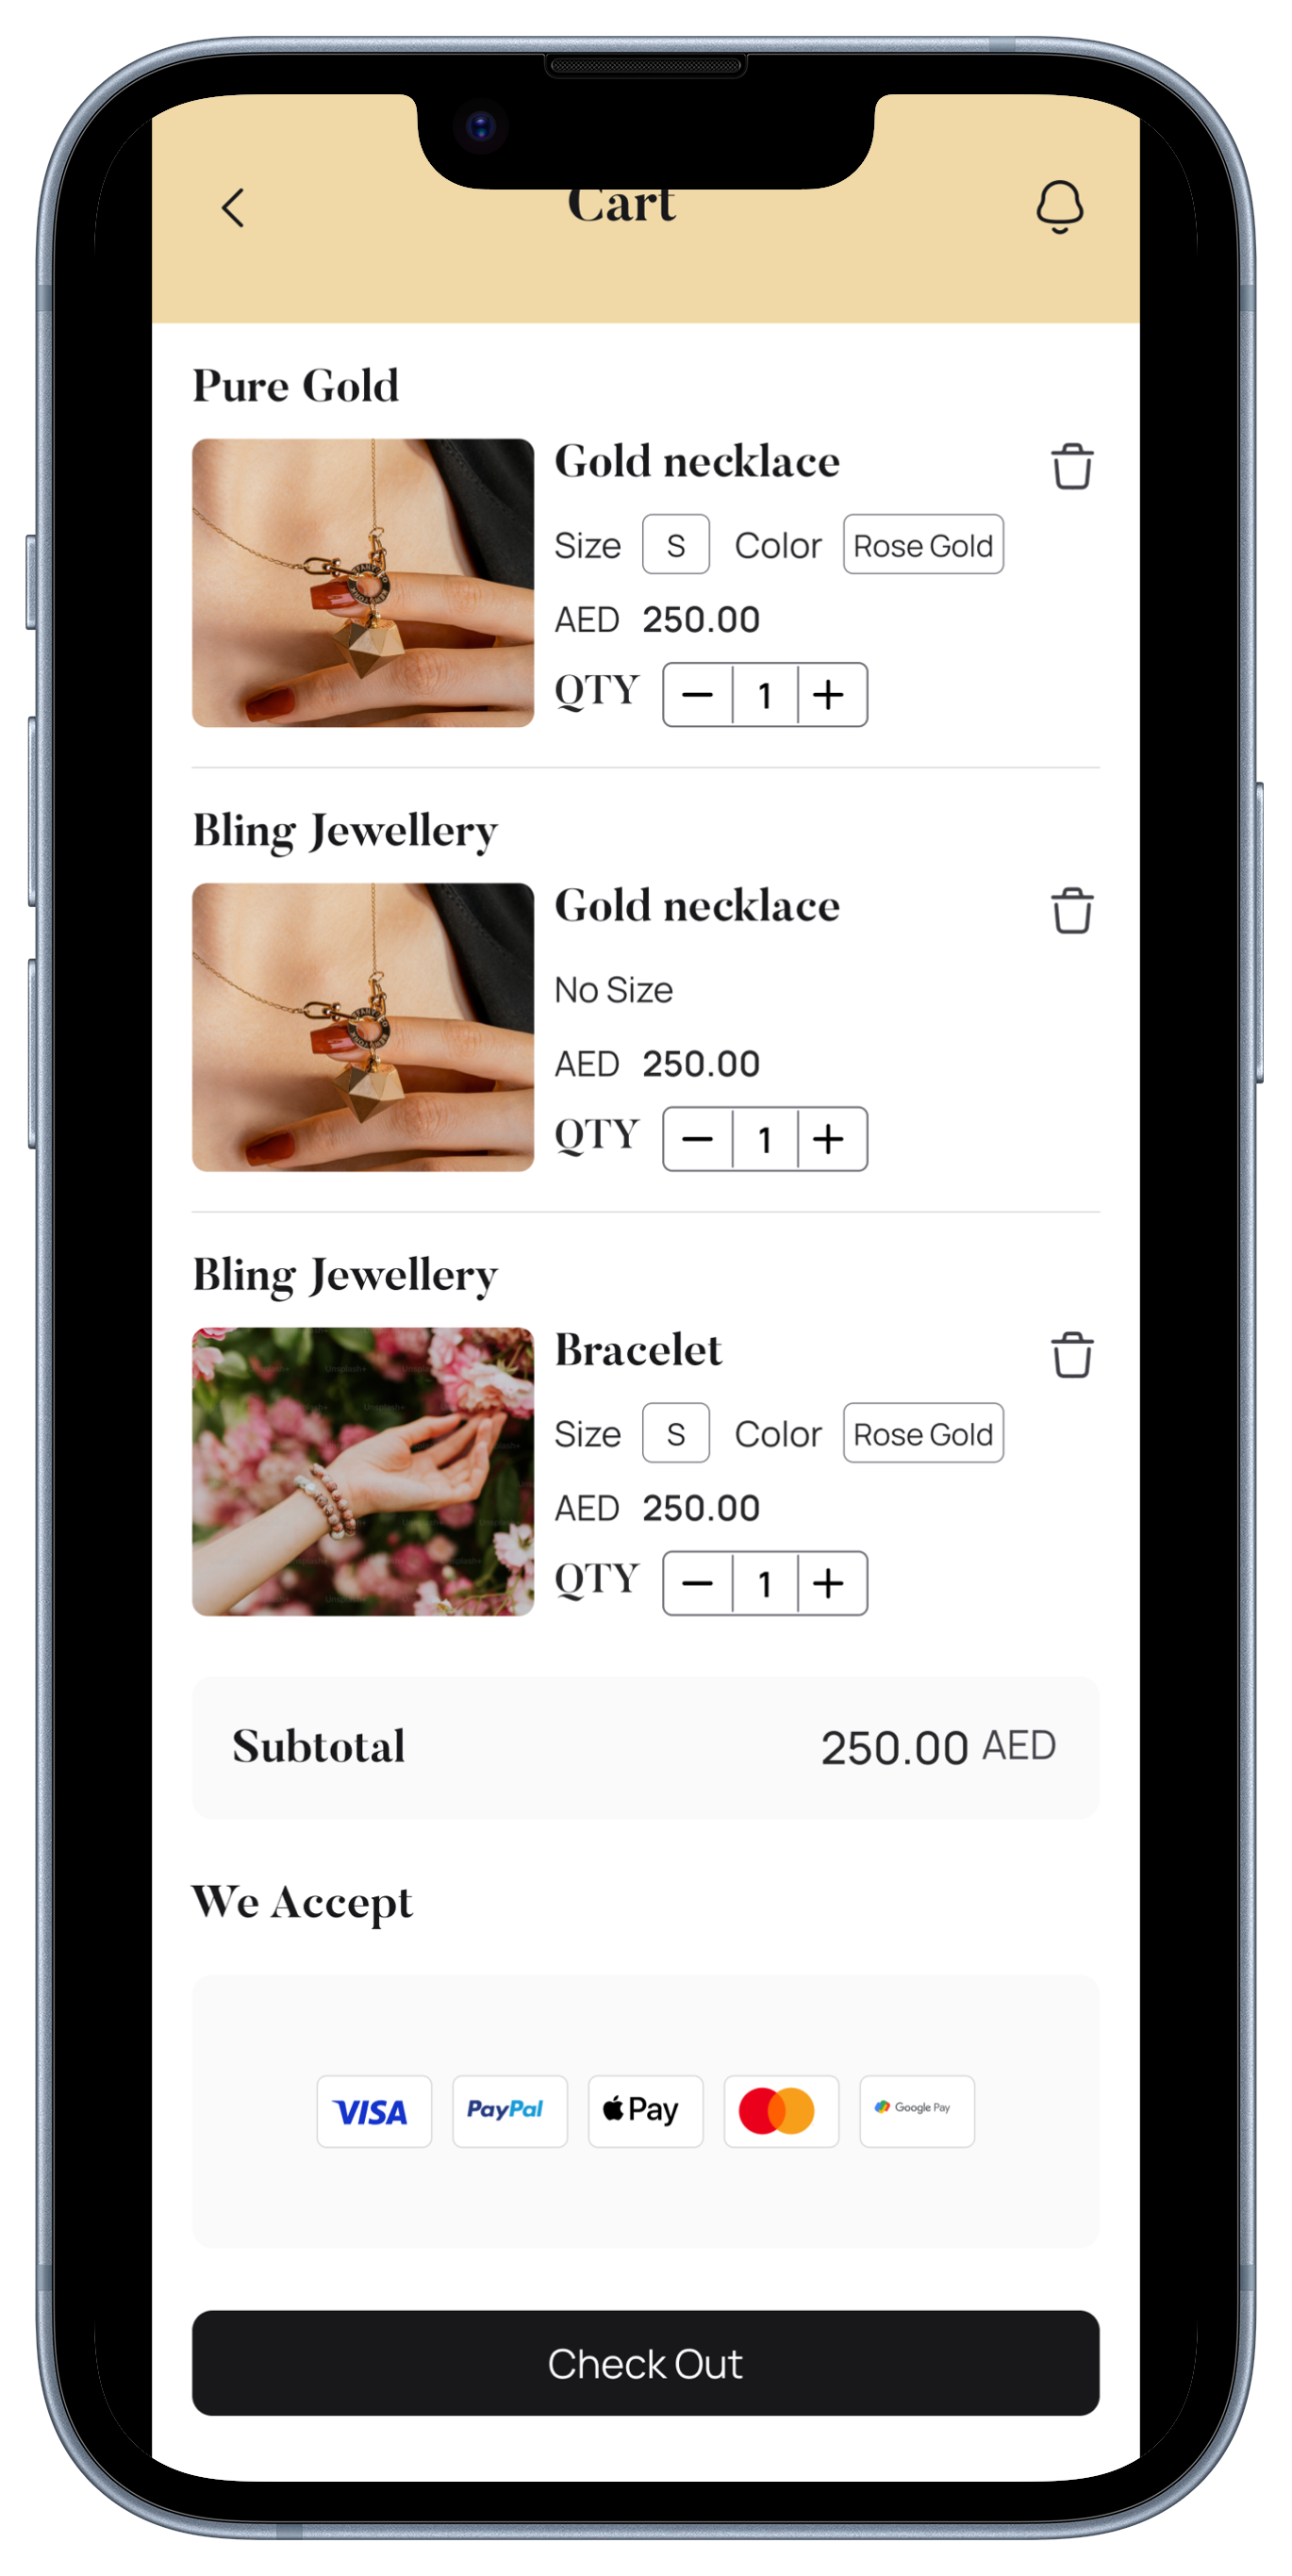 Cart
Pure Gold
Gold necklace
Size S Color Rose Gold
AED 250.00
QTY — 1 +
Bling Jewellery
Gold necklace
No Size
AED 250.00
QTY — 1 +
Bling Jewellery
Bracelet
Size S Color Rose Gold
AED 250.00
QTY — 1 +
Subtotal 250.00 AED
We Accept
VISA PayPal Pay Google Pay
Check Out